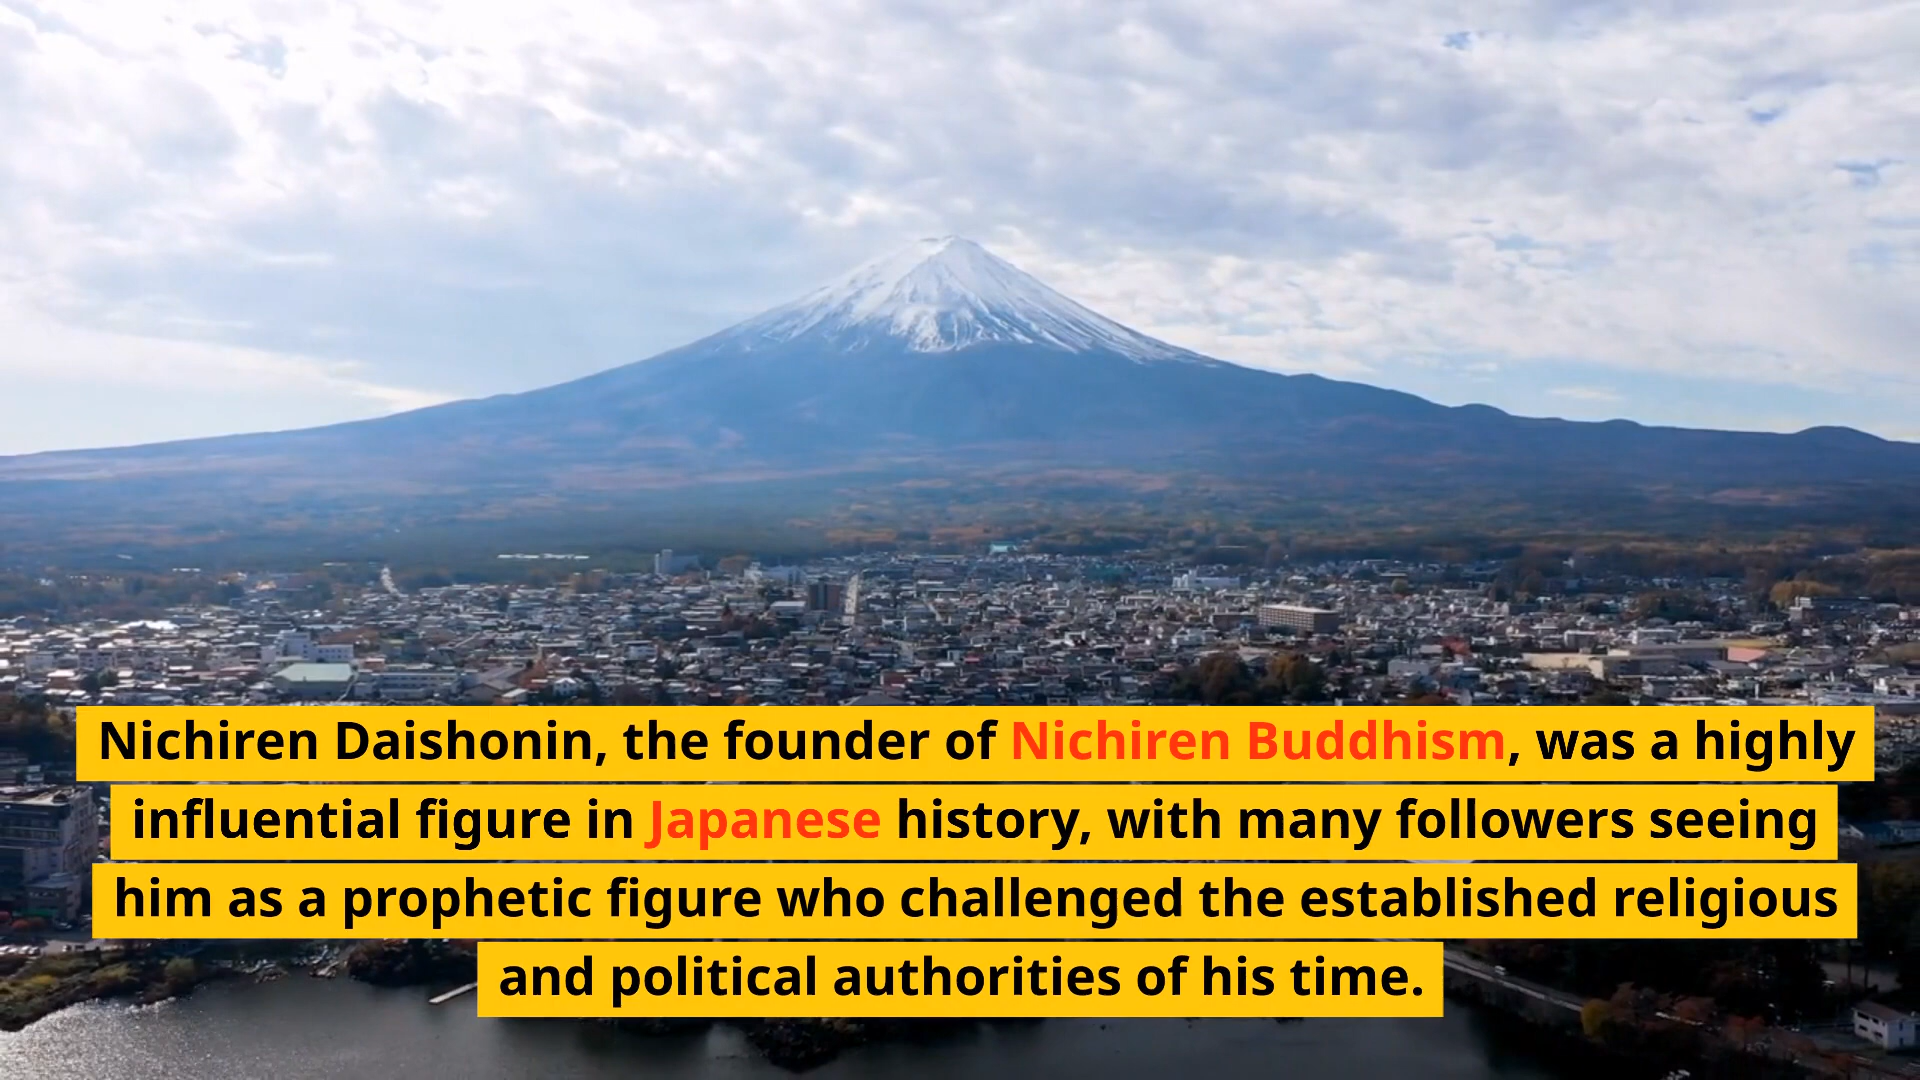 Nichiren Daishonin, the founder of Nichiren Buddhism, was a highly
influential figure in Japanese history, with many followers seeing
him as a prophetic figure who challenged the established religious
and political authorities of his time.